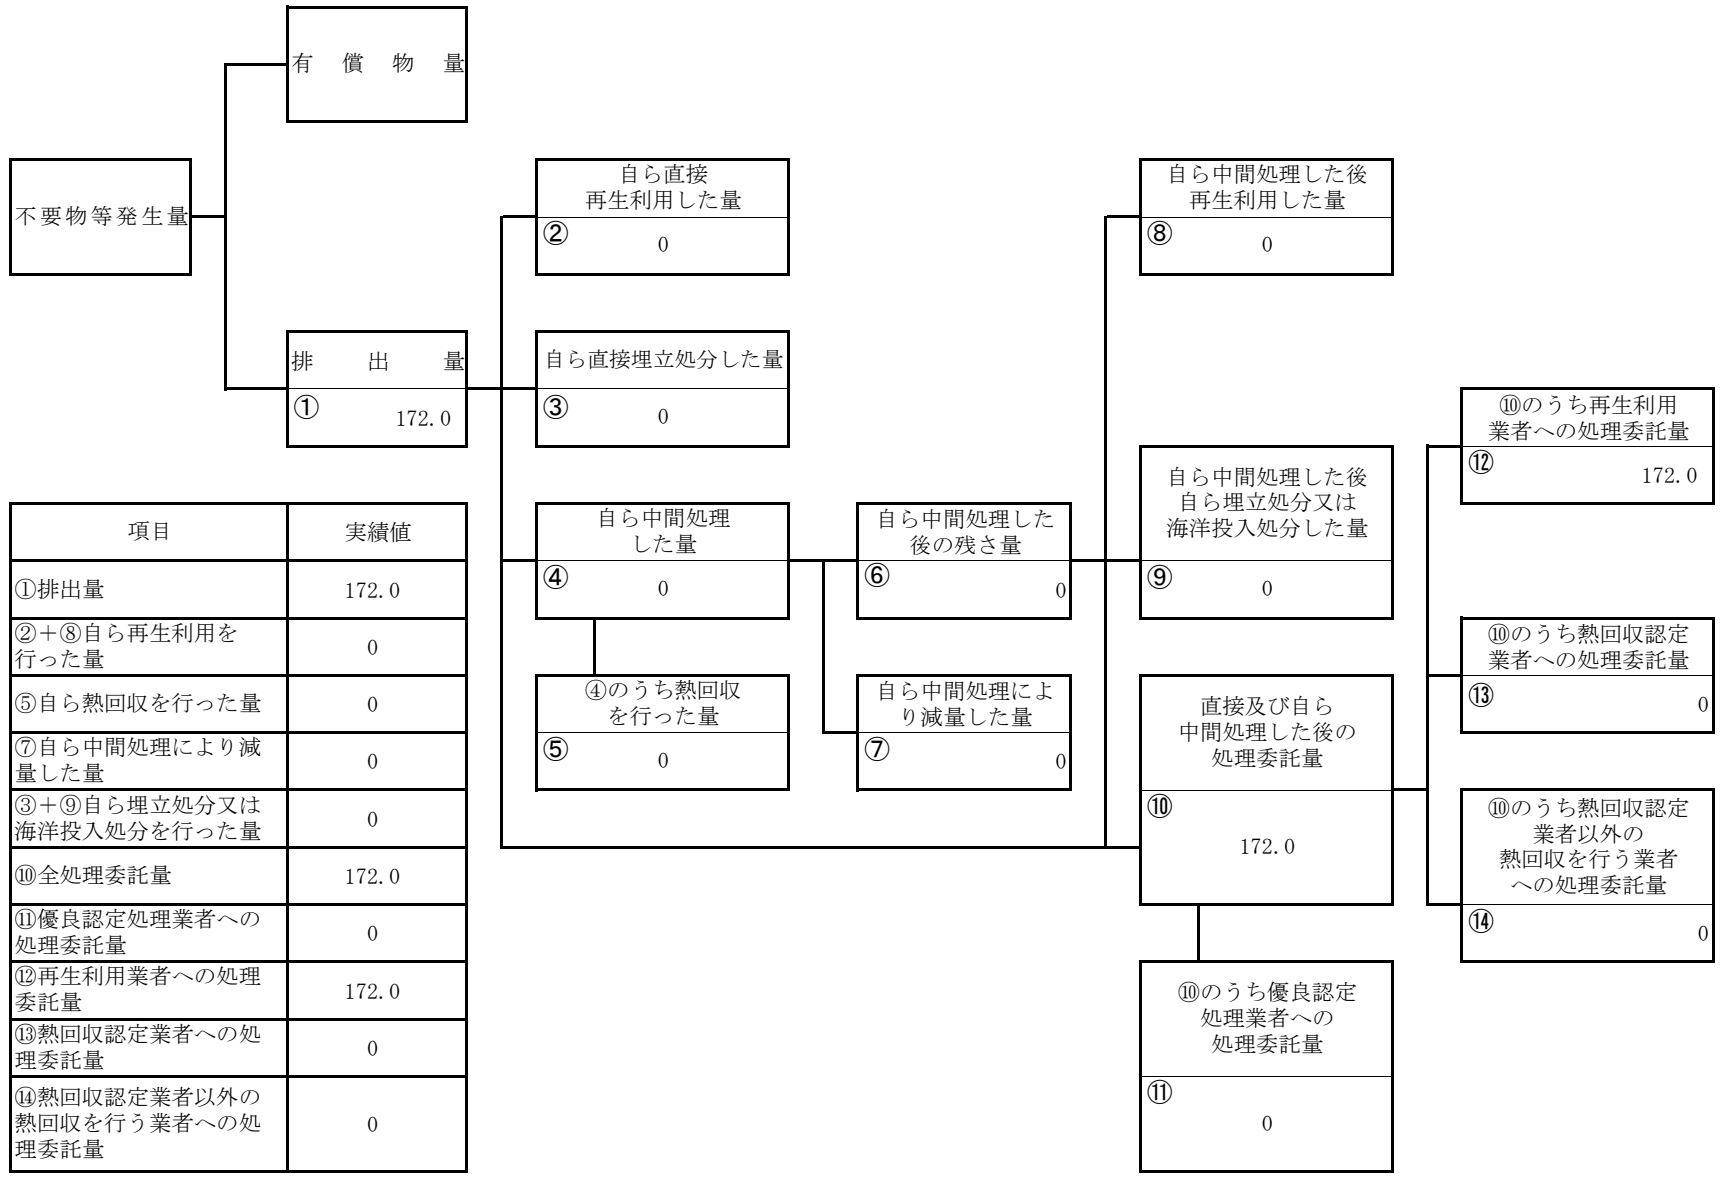 有償物量
不要物等発生量
排出量
①
172.0
自ら直接
再生利用した量
②
0
自ら直接埋立処分した量
③
0
自ら中間処理
した量
④
0
④のうち熱回収
を行った量
⑤
0
自ら中間処理した
後の残さ量
⑥
0
自ら中間処理によ
り減量した量
⑦
0
自ら中間処理した後
再生利用した量
⑧
0
自ら中間処理した後
自ら埋立処分又は
海洋投入処分した量
⑨
0
直接及び自ら
中間処理した後の
処理委託量
⑩
172.0
⑩のうち優良認定
処理業者への
処理委託量
⑪
0
⑩のうち再生利用
業者への処理委託量
⑫
172.0
⑩のうち熱回収認定
業者への処理委託量
⑬
0
⑩のうち熱回収認定
業者以外の
熱回収を行う業者
への処理委託量
⑭
0
項目 実績値
①排出量 172.0
②＋⑧自ら再生利用を
行った量 0
⑤自ら熱回収を行った量 0
⑦自ら中間処理により減
量した量 0
③＋⑨自ら埋立処分又は
海洋投入処分を行った量 0
⑩全処理委託量 172.0
⑪優良認定処理業者への
処理委託量 0
⑫再生利用業者への処理
委託量 172.0
⑬熱回収認定業者への処
理委託量 0
⑭熱回収認定業者以外の
熱回収を行う業者への処
理委託量 0